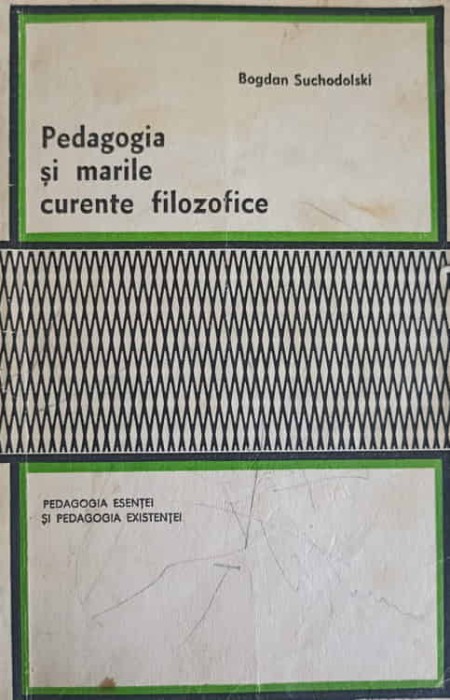 Bogdan Suchodolski
Pedagogia
și marile
curente filozofice
PEDAGOGIA ESENȚEI
ȘI PEDAGOGIA EXISTENȚEI